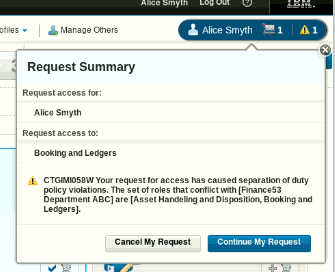 Alice Smyth Log Out ? IBM
ofiles Manage Others Alice Smyth 1 1
Request Summary
Request access for:
Alice Smyth
Request access to:
Booking and Ledgers
CTGIMI058W Your request for access has caused separation of duty
policy violations. The set of roles that conflict with [Finance53
Department ABC] are [Asset Handeling and Disposition, Booking and
Ledgers].
Cancel My Request Continue My Request